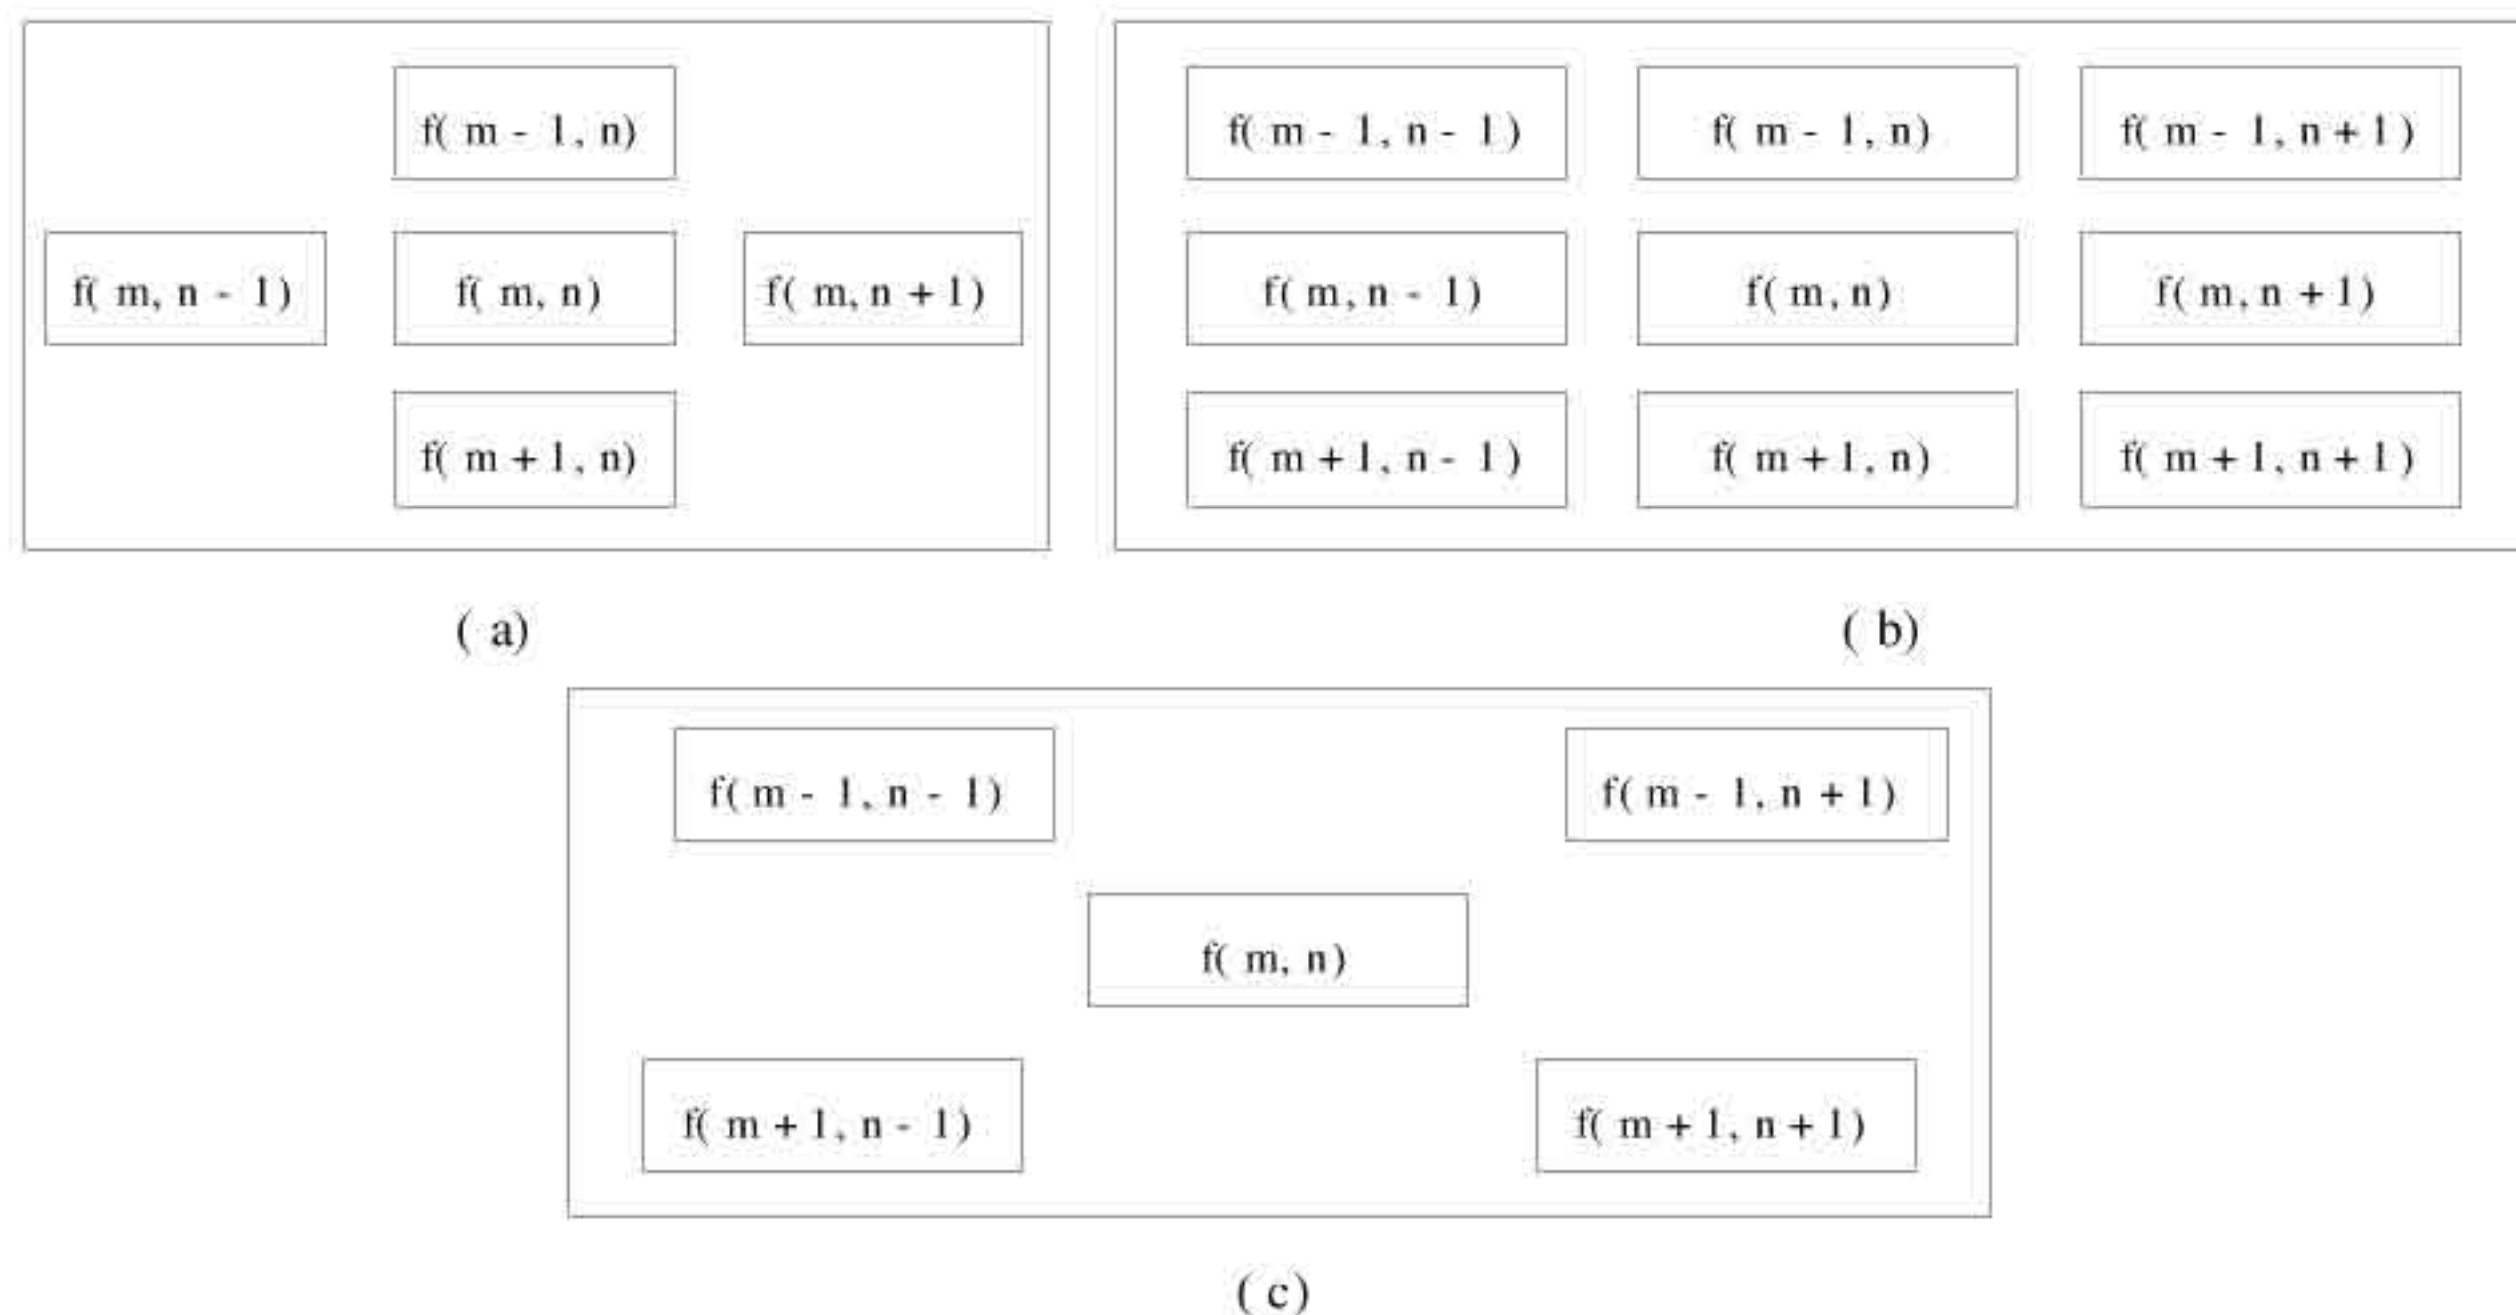 f( m - 1, n)
f( m, n - 1) f( m, n) f( m, n + 1)
f( m + 1, n)
( a)
f( m - 1, n - 1) f( m - 1, n) f( m - 1, n + 1)
f( m, n - 1) f( m, n) f( m, n + 1)
f( m + 1, n - 1) f( m + 1, n) f( m + 1, n + 1)
( b)
f( m - 1, n - 1) f( m - 1, n + 1)
f( m, n)
f( m + 1, n - 1) f( m + 1, n + 1)
( c)